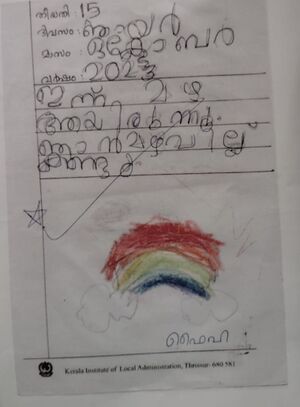 തീയതി: 15
ദിവസം: ഞായർ
മാസം: ഒക്ടോബർ
വർഷം: 2023
ഇന്ന് മഴ
ആയിരുന്നു.
ഞാൻ മഴവില്ല്
കണ്ടു
Kerala Institute of Local Administration, Thrissur- 680 581